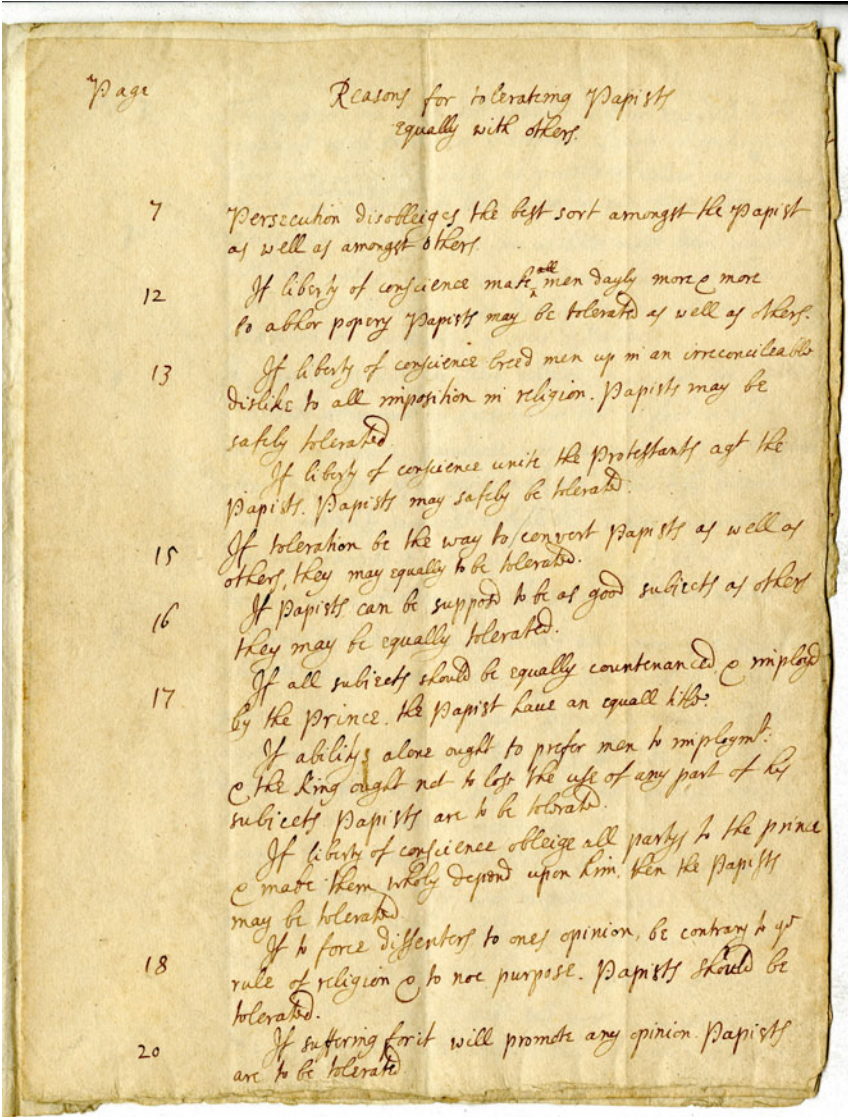 Page
Reasons for tolerateing Papists
equally with others.
7 Persecution disobleiges the best sort amongst the Papist
as well as amongst others.
12 If liberty of conscience make all men dayly more & more
to abhor popery Papists may be tolerated as well as others.
13 If liberty of conscience breed men up in an irreconcileable
dislike to all imposition in religion. Papists may be
safely tolerated.
If liberty of conscience unite the Protestants agt the
Papists. Papists may safely be tolerated.
15 If toleration be the way to convert Papists as well as
others, they may equally to be tolerated.
16 If Papists can be supposd to be as good subiects as others
they may be equally tolerated.
17 If all subiects should be equally countenanced, & imployd
by the Prince. the Papist have an equall title.
If abilitys alone ought to prefer men to imploymt:
& the King ought not to lose the use of any part of his
subiects Papists are to be tolerated.
If liberty of conscience obleige all partys to the prince
& make them wholy depend upon him. then the Papists
may be tolerated.
18 If to force dissenters to ones opinion, be contrary to ye
rule of religion & to noe purpose. Papists should be
tolerated.
20 If suffering for it will promote any opinion. Papists
are to be tolerated